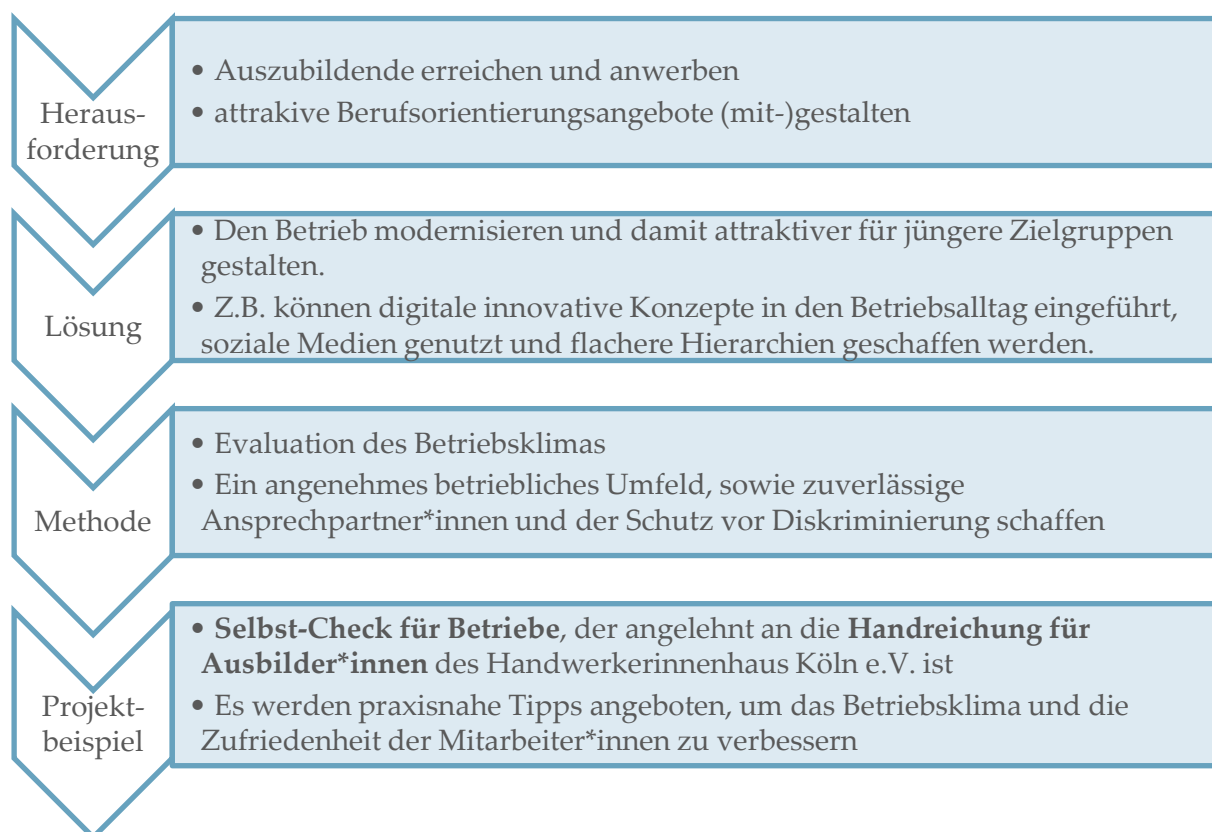 Heraus-
forderung
• Auszubildende erreichen und anwerben
• attrakive Berufsorientierungsangebote (mit-)gestalten
Lösung
• Den Betrieb modernisieren und damit attraktiver für jüngere Zielgruppen
gestalten.
• Z.B. können digitale innovative Konzepte in den Betriebsalltag eingeführt,
soziale Medien genutzt und flachere Hierarchien geschaffen werden.
Methode
• Evaluation des Betriebsklimas
• Ein angenehmes betriebliches Umfeld, sowie zuverlässige
Ansprechpartner*innen und der Schutz vor Diskriminierung schaffen
Projekt-
beispiel
• Selbst-Check für Betriebe, der angelehnt an die Handreichung für
Ausbilder*innen des Handwerkerinnenhaus Köln e.V. ist
• Es werden praxisnahe Tipps angeboten, um das Betriebsklima und die
Zufriedenheit der Mitarbeiter*innen zu verbessern